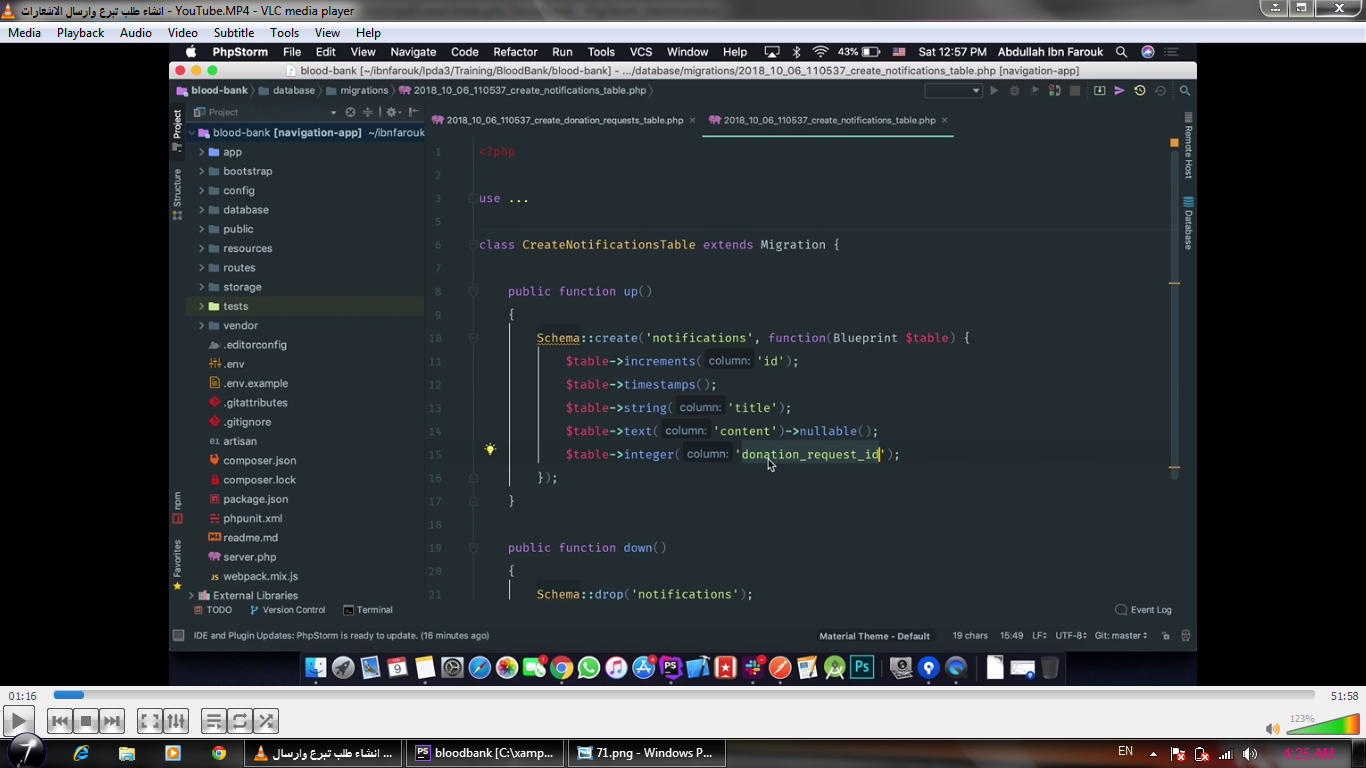 انشاء طلب تبرع وارسال الاشعارات - YouTube.MP4 - VLC media player
Media Playback Audio Video Subtitle Tools View Help
PhpStorm File Edit View Navigate Code Refactor Run Tools VCS Window Help 43% Sat 12:57 PM Abdullah Ibn Farouk
blood-bank [~/ibnfarouk/Ipda3/Training/BloodBank/blood-bank] - .../database/migrations/2018_10_06_110537_create_notifications_table.php [navigation-app]
blood-bank database migrations 2018_10_06_110537_create_notifications_table.php
Project
2018_10_06_110537_create_donation_requests_table.php
2018_10_06_110537_create_notifications_table.php
Project
Structure
npm
Favorites
Remote Host
Database
blood-bank [navigation-app] ~/ibnfarouk
app
bootstrap
config
database
public
resources
routes
storage
tests
vendor
.editorconfig
.env
.env.example
.gitattributes
.gitignore
artisan
composer.json
composer.lock
package.json
phpunit.xml
readme.md
server.php
webpack.mix.js
External Libraries
1 <?php
2
3 use ...
5
6 class CreateNotificationsTable extends Migration {
7
8 public function up()
9 {
10 Schema::create('notifications', function(Blueprint $table) {
11 $table->increments( column: 'id');
12 $table->timestamps();
13 $table->string( column: 'title');
14 $table->text( column: 'content')->nullable();
15 $table->integer( column: 'donation_request_id');
16 });
17 }
18
19 public function down()
20 {
21 Schema::drop('notifications');
TODO Version Control Terminal Event Log
IDE and Plugin Updates: PhpStorm is ready to update. (16 minutes ago) Material Theme - Default 19 chars 15:49 LF÷ UTF-8÷ Git: master÷
01:16 51:58
123%
انشاء طلب تبرع وارسال ...
bloodbank [C:\xamp...
71.png - Windows P...
EN
4:25 AM